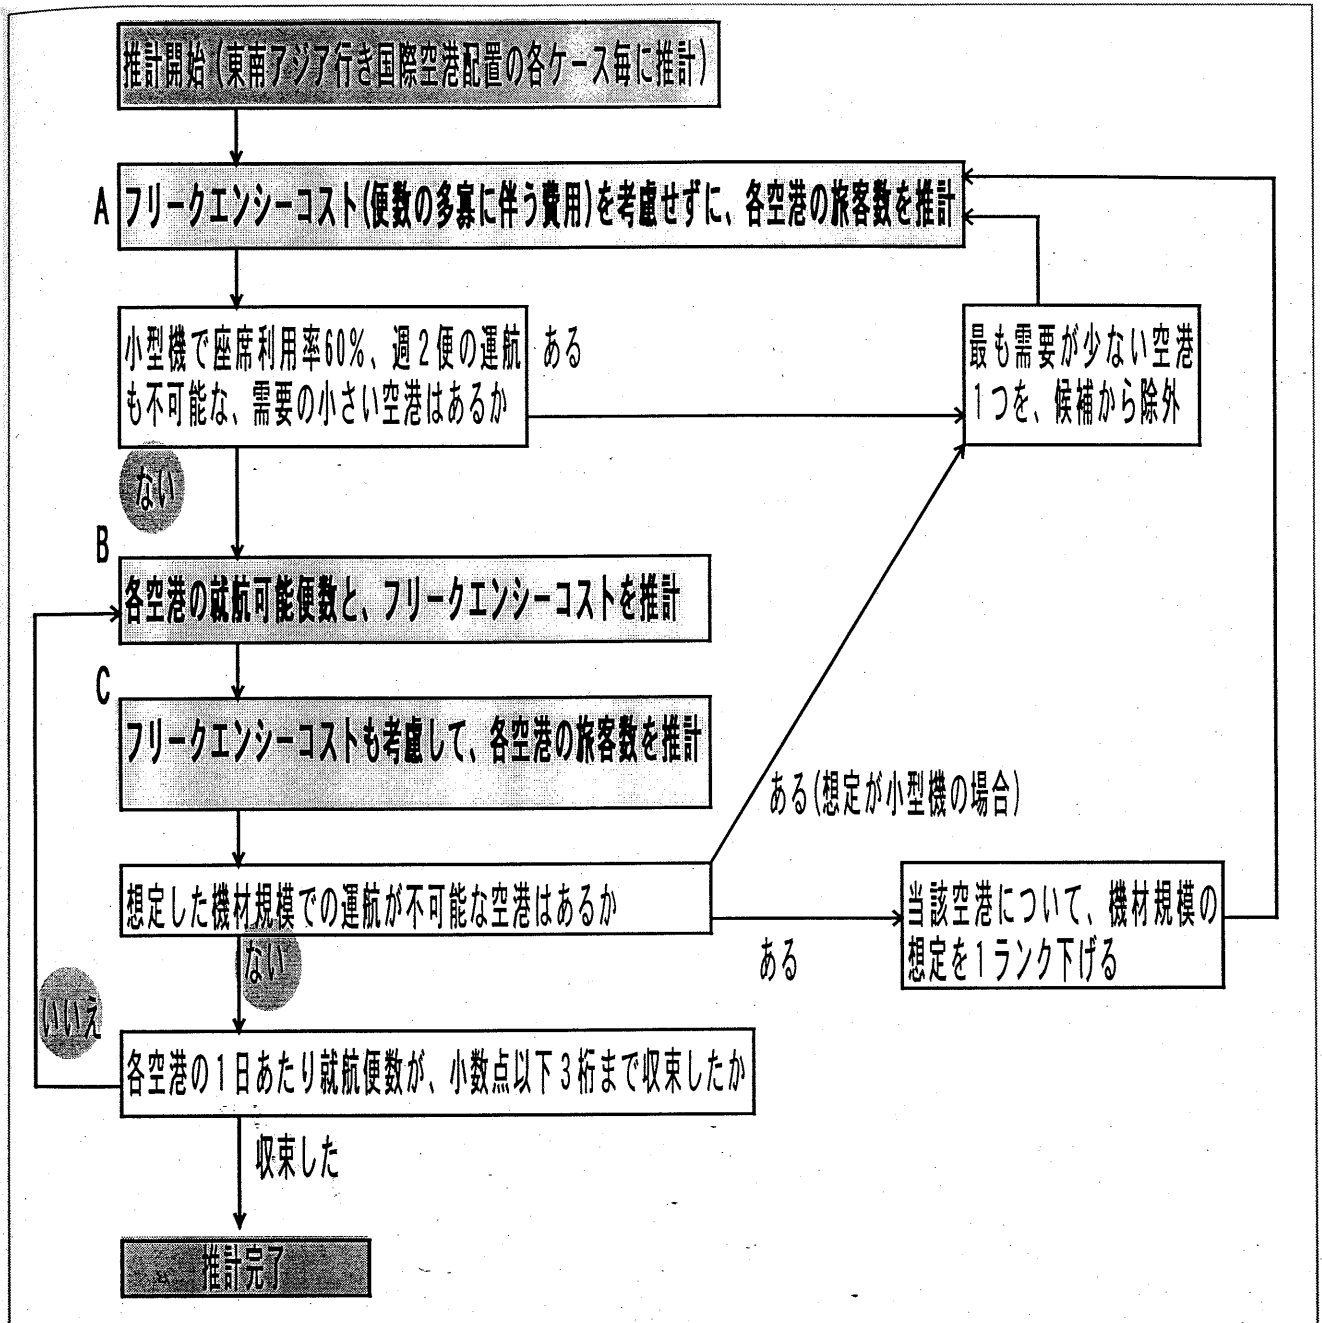 推計開始(東南アジア行き国際空港配置の各ケース毎に推計)
A
フリークエンシーコスト(便数の多寡に伴う費用)を考慮せずに、各空港の旅客数を推計
小型機で座席利用率60%、週2便の運航
も不可能な、需要の小さい空港はあるか
ある
最も需要が少ない空港
1つを、候補から除外
ない
B
各空港の就航可能便数と、フリークエンシーコストを推計
C
フリークエンシーコストも考慮して、各空港の旅客数を推計
ある(想定が小型機の場合)
想定した機材規模での運航が不可能な空港はあるか
ある
当該空港について、機材規模の
想定を1ランク下げる
ない
いいえ
各空港の1日あたり就航便数が、小数点以下3桁まで収束したか
収束した
推計完了